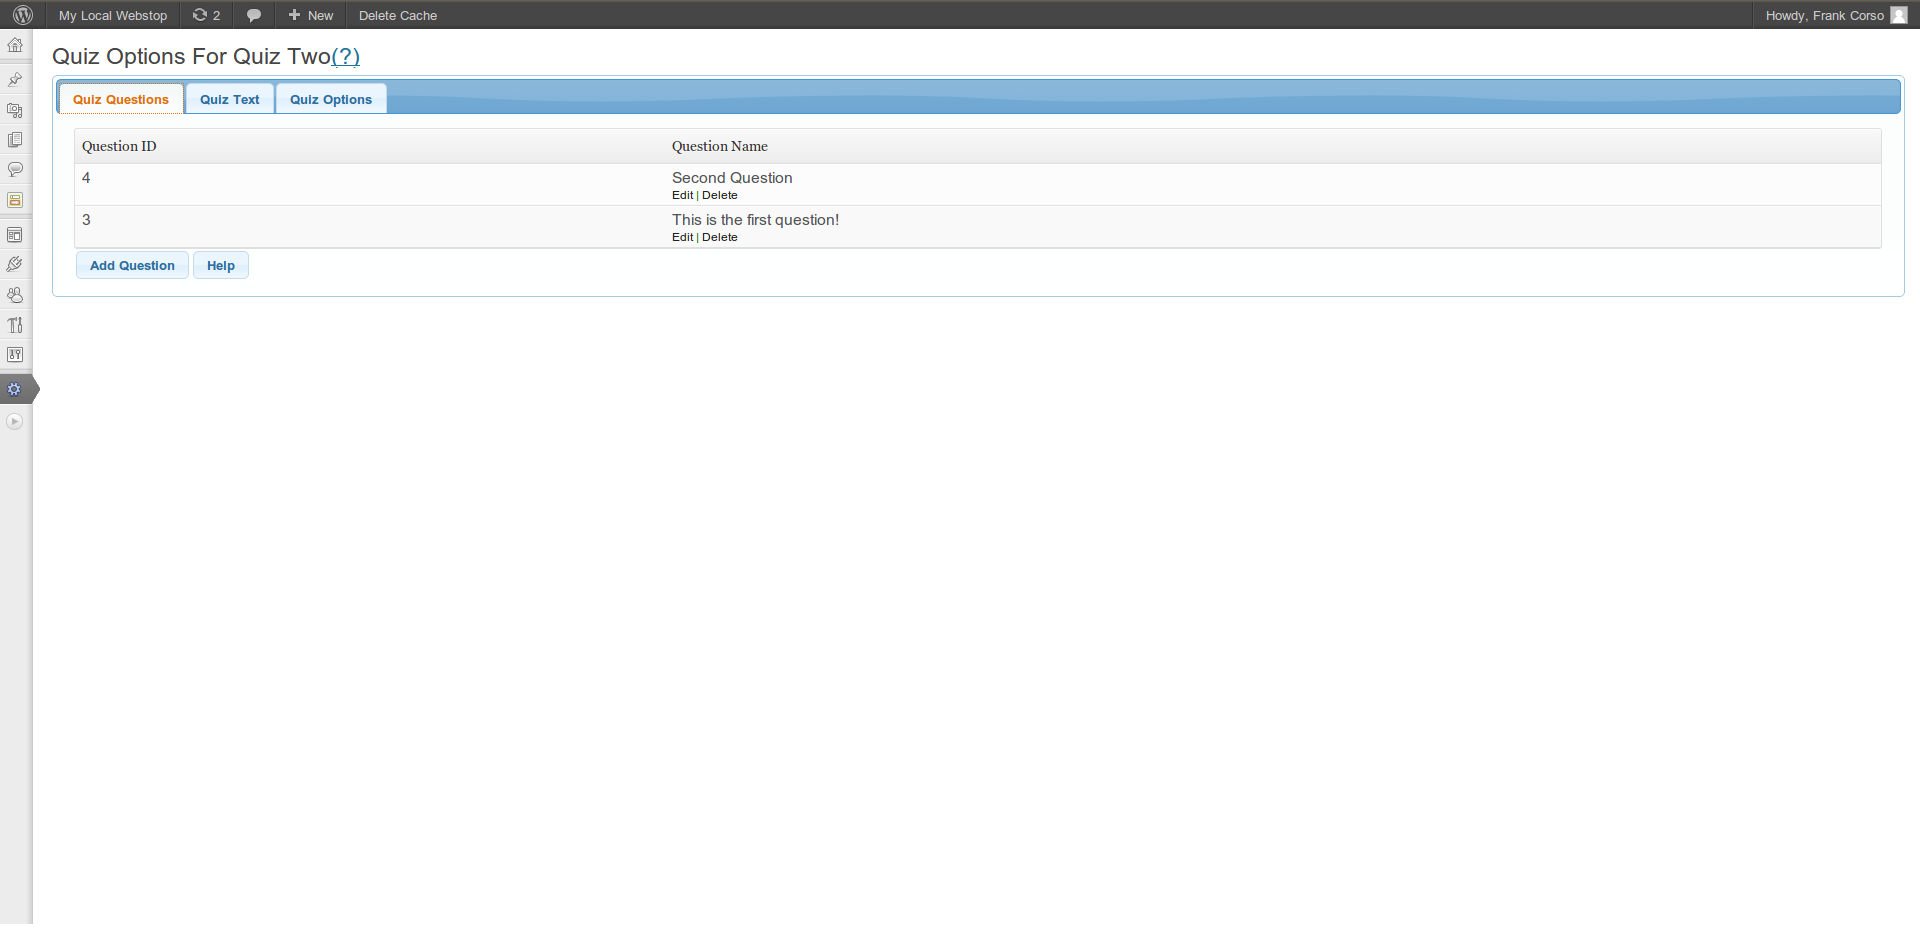 My Local Webstop 2 New Delete Cache Howdy, Frank Corso
Quiz Options For Quiz Two(?)
Quiz Questions Quiz Text Quiz Options
Question ID Question Name
4 Second Question
Edit | Delete
3 This is the first question!
Edit | Delete
Add Question Help